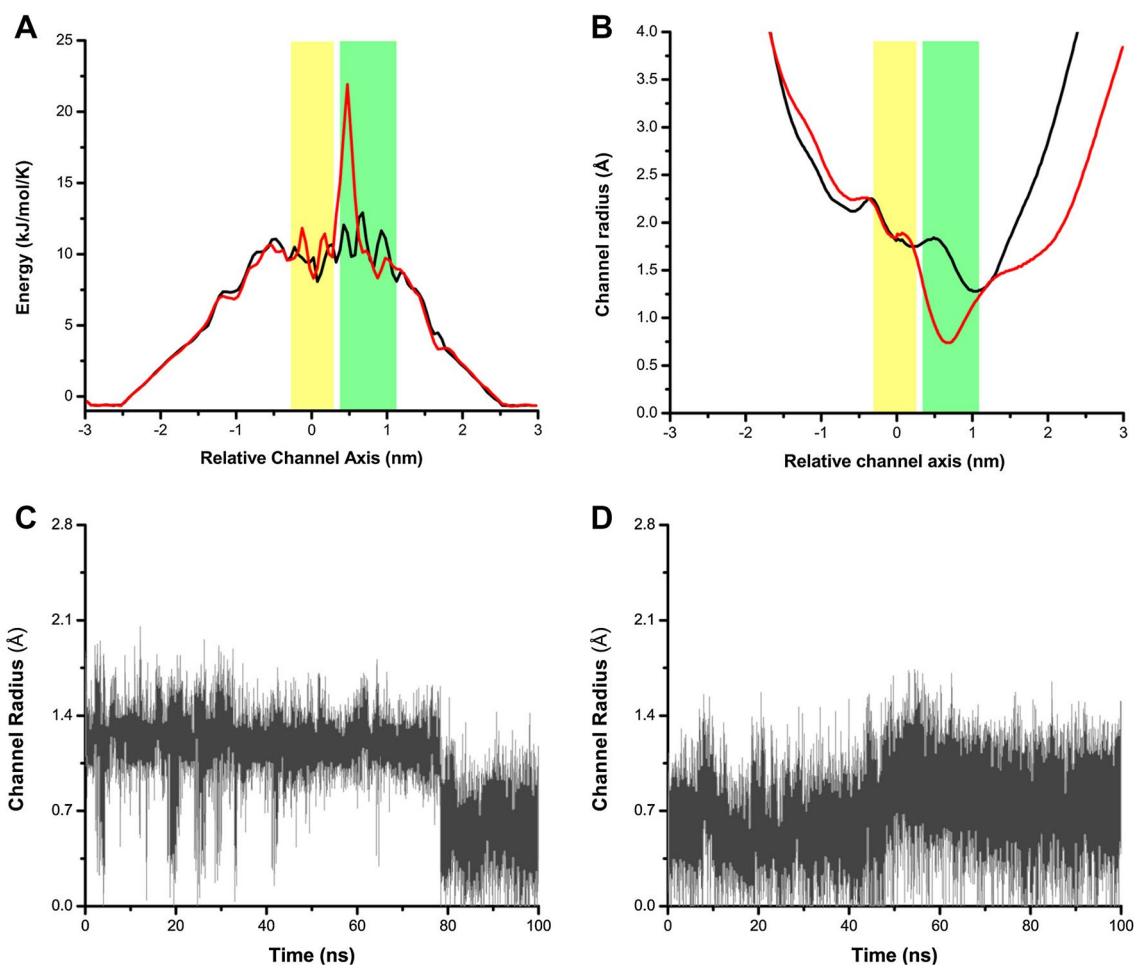 A
25
20
15
10
5
0
Energy (kJ/mol/K)
-3 -2 -1 0 1 2 3
Relative Channel Axis (nm)
B
4.0
3.5
3.0
2.5
2.0
1.5
1.0
0.5
0.0
Channel radius (Å)
-3 -2 -1 0 1 2 3
Relative channel axis (nm)
C
2.8
2.1
1.4
0.7
0.0
Channel Radius (Å)
0 20 40 60 80 100
Time (ns)
D
2.8
2.1
1.4
0.7
0.0
Channel Radius (Å)
0 20 40 60 80 100
Time (ns)